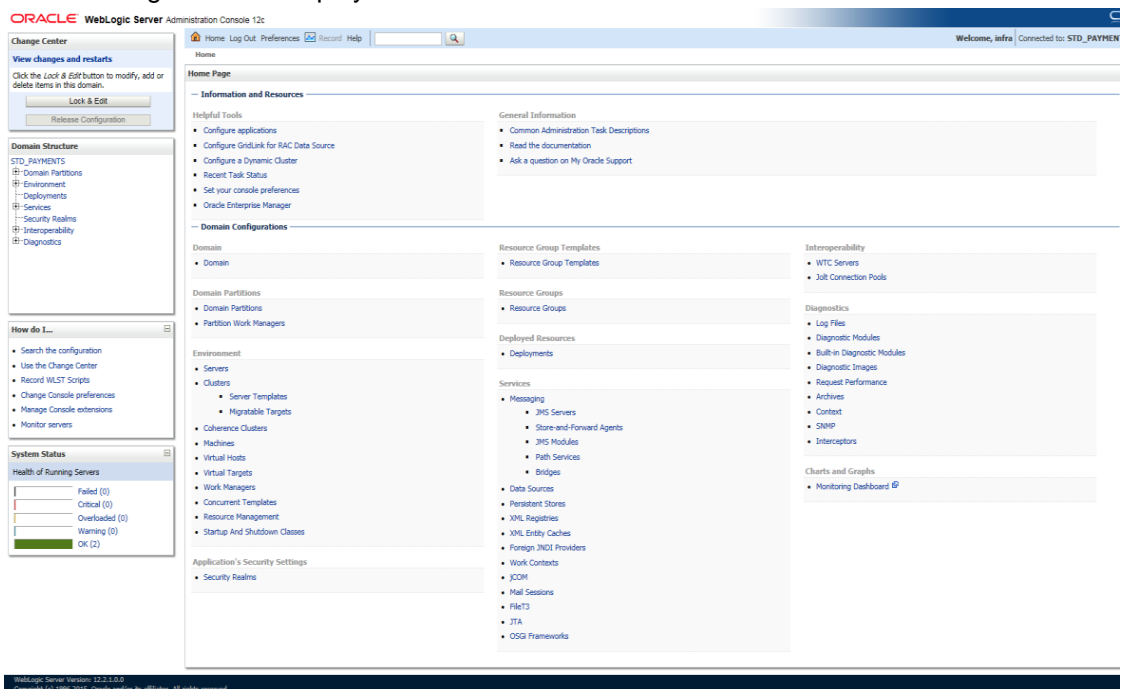 ORACLE WebLogic Server Administration Console 12c
Change Center
View changes and restarts
Click the Lock & Edit button to modify, add or
delete items in this domain.
Lock & Edit
Release Configuration
Domain Structure
STD_PAYMENTS
Domain Partitions
Environment
Deployments
Services
Security Realms
Interoperability
Diagnostics
How do I...
Search the configuration
Use the Change Center
Record WLST Scripts
Change Console preferences
Manage Console extensions
Monitor servers
System Status
Health of Running Servers
Failed (0)
Critical (0)
Overloaded (0)
Warning (0)
OK (2)
Home Log Out Preferences Record Help
Welcome, infra Connected to: STD_PAYMEN
Home
Home Page
Information and Resources
Helpful Tools
Configure applications
Configure GridLink for RAC Data Source
Configure a Dynamic Cluster
Recent Task Status
Set your console preferences
Oracle Enterprise Manager
General Information
Common Administration Task Descriptions
Read the documentation
Ask a question on My Oracle Support
Domain Configurations
Domain
Domain
Domain Partitions
Domain Partitions
Partition Work Managers
Environment
Servers
Clusters
Server Templates
Migratable Targets
Coherence Clusters
Machines
Virtual Hosts
Virtual Targets
Work Managers
Concurrent Templates
Resource Management
Startup And Shutdown Classes
Application's Security Settings
Security Realms
Resource Group Templates
Resource Group Templates
Resource Groups
Resource Groups
Deployed Resources
Deployments
Services
Messaging
JMS Servers
Store-and-Forward Agents
JMS Modules
Path Services
Bridges
Data Sources
Persistent Stores
XML Registries
XML Entity Caches
Foreign JNDI Providers
Work Contexts
jCOM
Mail Sessions
FileT3
JTA
OSGi Frameworks
Interoperability
WTC Servers
Jolt Connection Pools
Diagnostics
Log Files
Diagnostic Modules
Built-in Diagnostic Modules
Diagnostic Images
Request Performance
Archives
Context
SNMP
Interceptors
Charts and Graphs
Monitoring Dashboard
WebLogic Server Version: 12.2.1.0.0